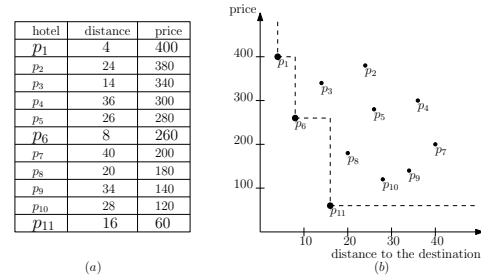 hotel distance price
p1 4 400
p2 24 380
p3 14 340
p4 36 300
p5 26 280
p6 8 260
p7 40 200
p8 20 180
p9 34 140
p10 28 120
p11 16 60
(a)
price
400
300
200
100
p1
p2
p3
p4
p5
p6
p7
p8
p9
p10
p11
10 20 30 40
distance to the destination
(b)